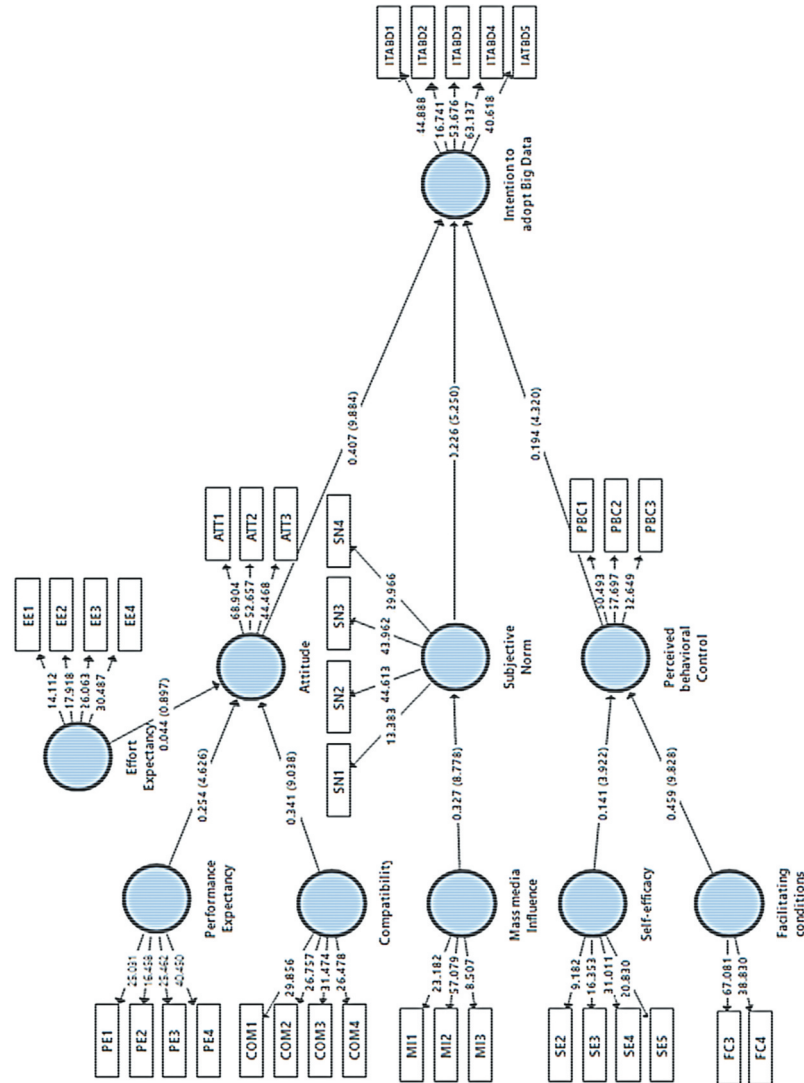 ITABD1
ITABD2
ITABD3
ITABD4
IATBD5
44.888
16.741
53.676
63.137
40.618
Intention to
adopt Big Data
0.407 (9.884)
0.226 (5.250)
0.194 (4.320)
EE1
EE2
EE3
EE4
14.112
17.918
26.063
30.487
Effort
Expectancy
0.044 (0.897)
ATT1
ATT2
ATT3
68.904
52.657
44.468
Attitude
0.254 (4.626)
0.341 (9.038)
SN1
SN2
SN3
SN4
13.383
44.613
43.962
29.966
Subjective
Norm
0.327 (8.778)
PBC1
PBC2
PBC3
57.697
32.649
Perceived
behavioral
Control
0.141 (3.922)
0.459 (9.828)
PE1
PE2
PE3
PE4
40.450
Performance
Expectancy
COM1
COM2
COM3
COM4
29.856
26.757
31.474
26.478
Compatibility
MI1
MI2
MI3
23.182
57.079
8.507
Mass media
Influence
SE2
SE3
SE4
SE5
9.182
16.353
31.011
20.830
Self-efficacy
FC3
FC4
67.081
38.830
Facilitating
conditions